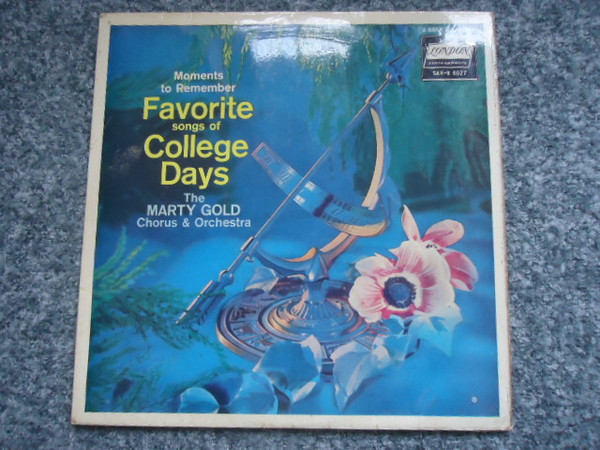 Moments
to Remember
Favorite
songs of
College
Days
The
MARTY GOLD
Chorus & Orchestra
LONDON